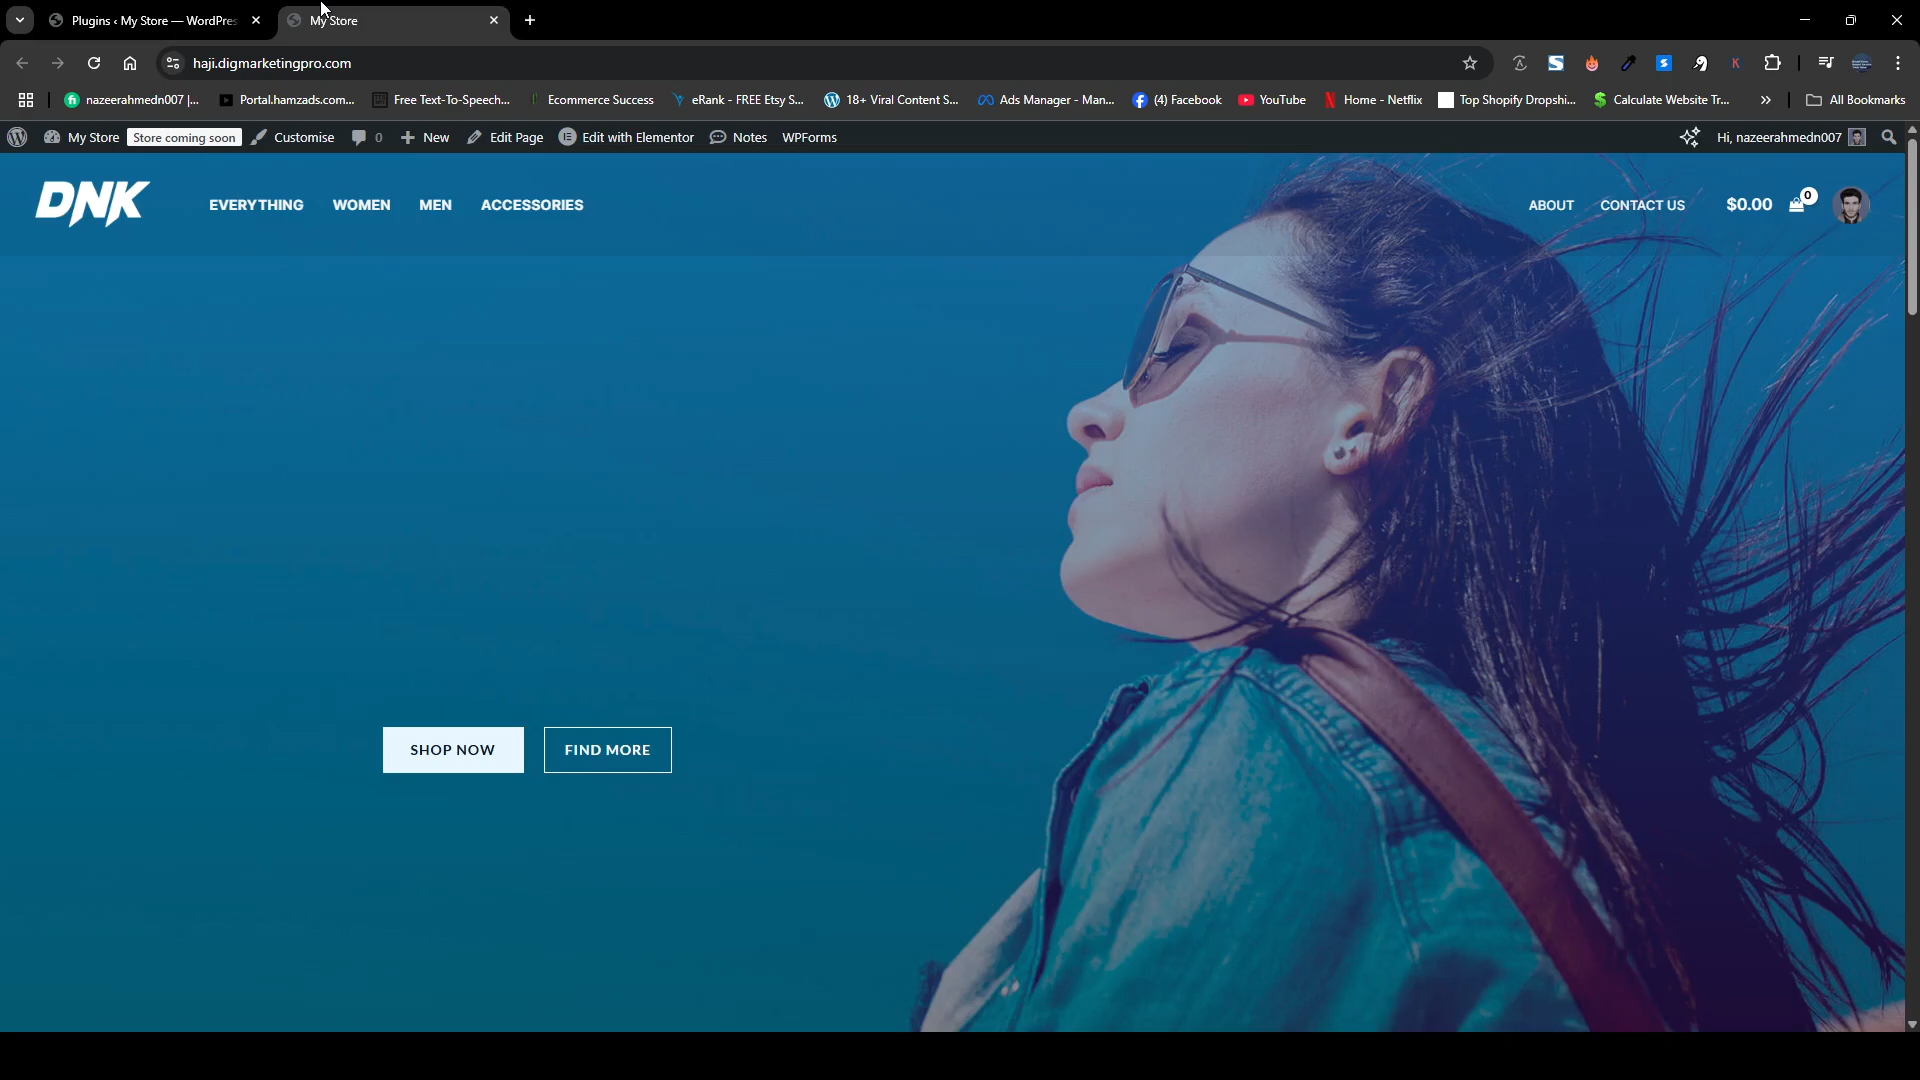 Plugins ‹ My Store — WordPres
My Store
haji.digmarketingpro.com
nazeerahmedn007 |...
Portal.hamzads.com...
Free Text-To-Speech...
Ecommerce Success
eRank - FREE Etsy S...
18+ Viral Content S...
Ads Manager - Man...
(4) Facebook
YouTube
Home - Netflix
Top Shopify Dropshi...
Calculate Website Tr...
»
All Bookmarks
My Store
Store coming soon
Customise
0
New
Edit Page
Edit with Elementor
Notes
WPForms
Hi, nazeerahmedn007
DNK
EVERYTHING
WOMEN
MEN
ACCESSORIES
ABOUT
CONTACT US
$0.00
0
SHOP NOW
FIND MORE